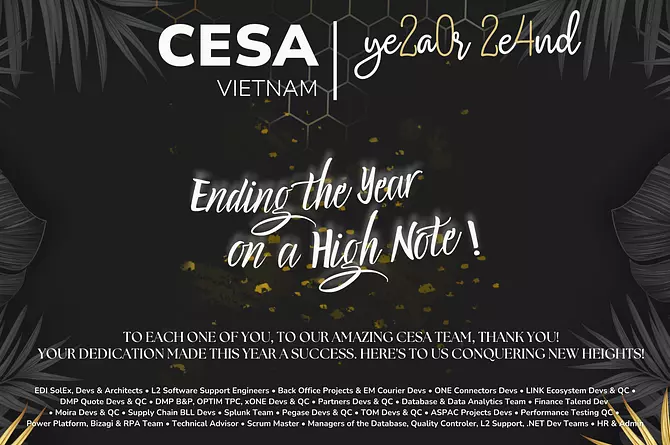 CESA
VIETNAM
ye2a0r 2e4nd
Ending the Year
on a High Note!
TO EACH ONE OF YOU, TO OUR AMAZING CESA TEAM, THANK YOU!
YOUR DEDICATION MADE THIS YEAR A SUCCESS. HERE'S TO US CONQUERING NEW HEIGHTS!
EDI SolEx, Devs & Architects • L2 Software Support Engineers • Back Office Projects & EM Courier Devs • ONE Connectors Devs • LINK Ecosystem Devs & QC •
DMP Quote Devs & QC • DMP B&P, OPTIM TPC, xONE Devs & QC • Partners Devs & QC • Database & Data Analytics Team • Finance Talend Dev
• Moira Devs & QC • Supply Chain BLL Devs • Splunk Team • Pegase Devs & QC • TOM Devs & QC • ASPAC Projects Devs • Performance Testing QC •
Power Platform, Bizagi & RPA Team • Technical Advisor • Scrum Master • Managers of the Database, Quality Controler, L2 Support, .NET Dev Teams • HR & Admin